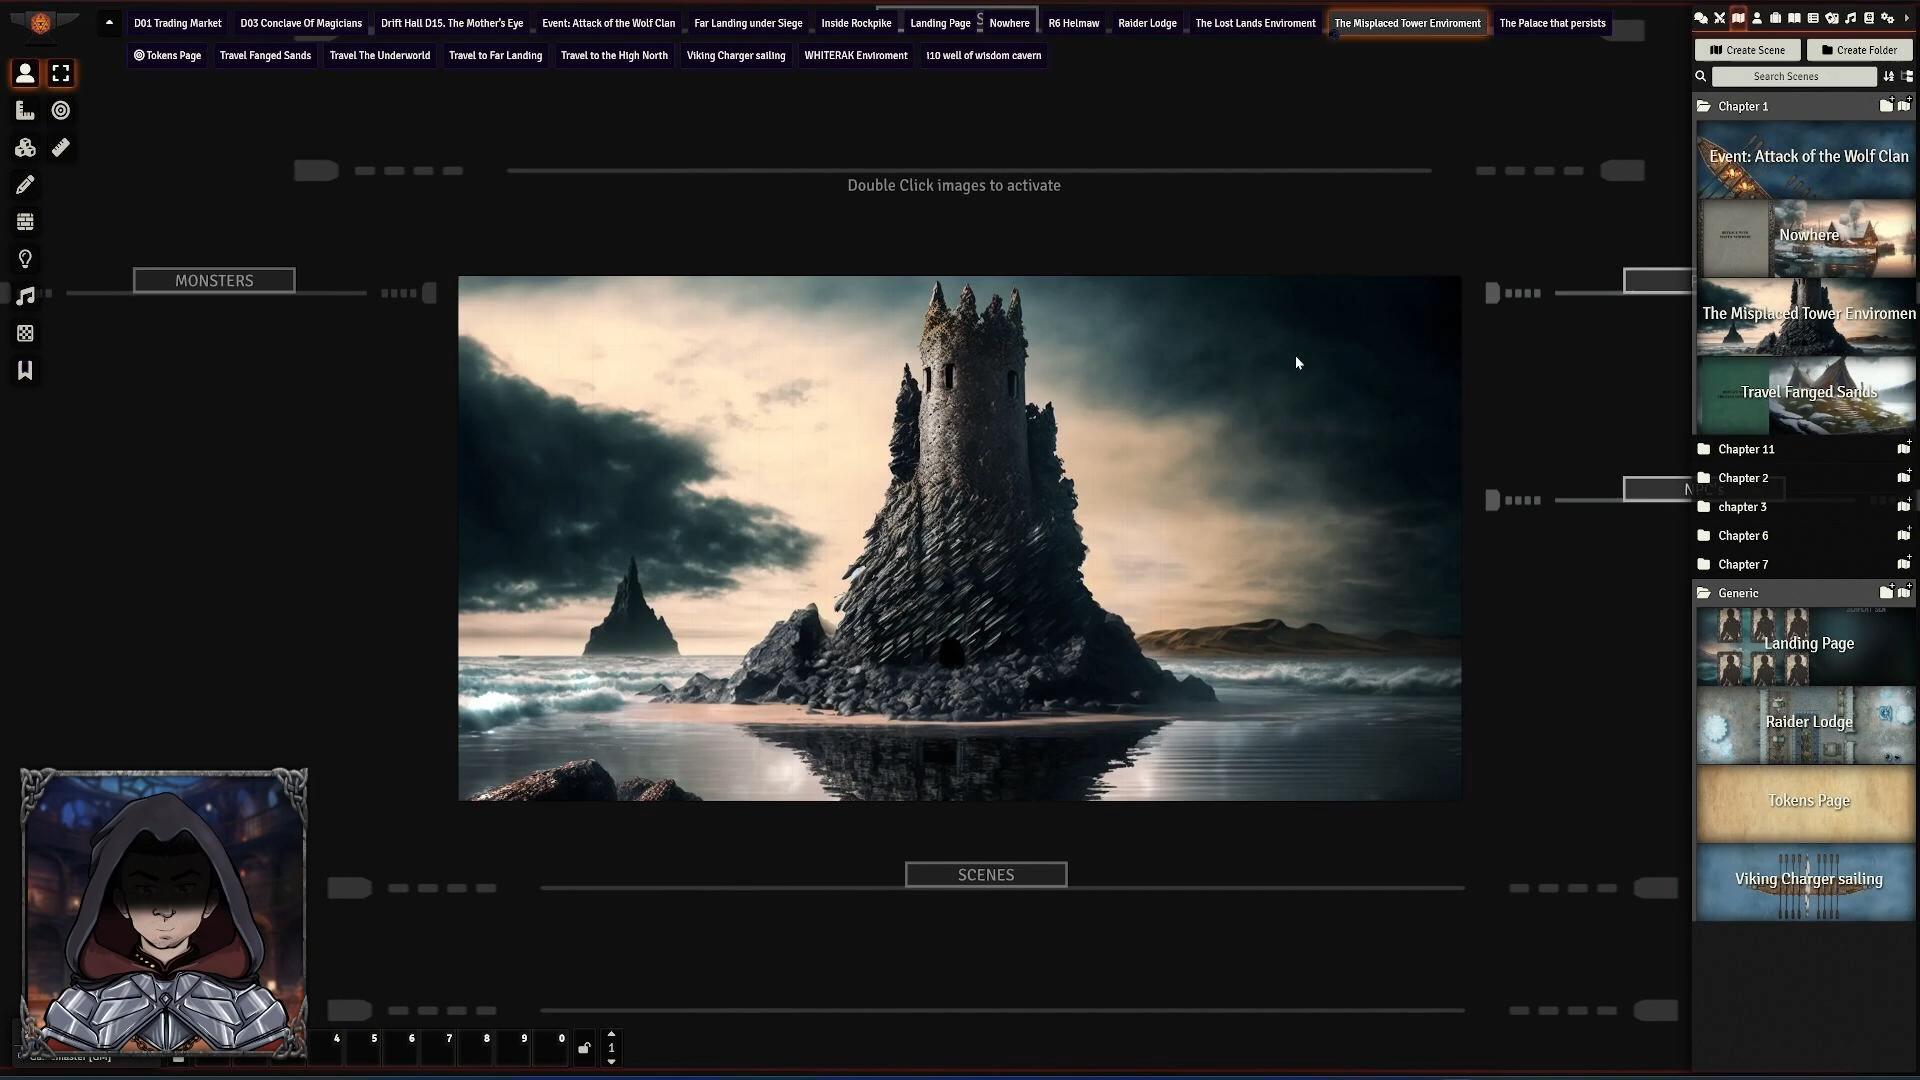 D01 Trading Market
D03 Conclave Of Magicians
Drift Hall D15. The Mother's Eye
Event: Attack of the Wolf Clan
Far Landing under Siege
Inside Rockpike
Landing Page
Nowhere
R6 Helmaw
Raider Lodge
The Lost Lands Enviroment
The Misplaced Tower Enviroment
The Palace that persists
Tokens Page
Travel Fanged Sands
Travel The Underworld
Travel to Far Landing
Travel to the High North
Viking Charger sailing
WHITERAK Enviroment
i10 well of wisdom cavern
Double Click images to activate
MONSTERS
SCENES
4 5 6 7 8 9 0
1
Create Scene
Create Folder
Search Scenes
Chapter 1
Event: Attack of the Wolf Clan
Nowhere
The Misplaced Tower Enviromen
Travel Fanged Sands
Chapter 11
Chapter 2
chapter 3
Chapter 6
Chapter 7
Generic
Landing Page
Raider Lodge
Tokens Page
Viking Charger sailing